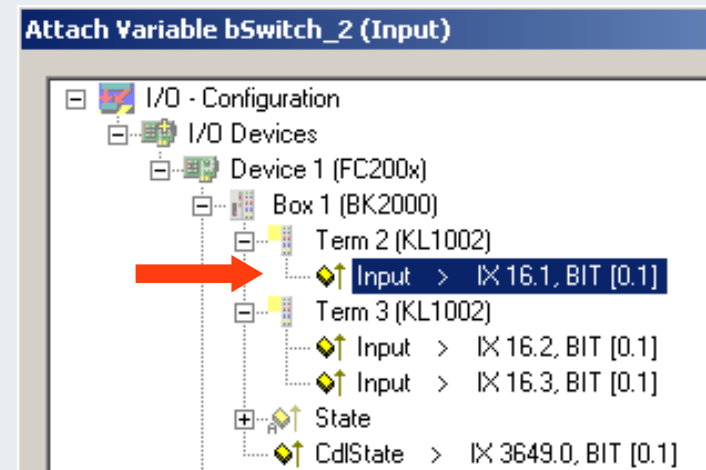 Attach Variable bSwitch_2 (Input)
I/O - Configuration
I/O Devices
Device 1 (FC200x)
Box 1 (BK2000)
Term 2 (KL1002)
Input > IX 16.1, BIT [0.1]
Term 3 (KL1002)
Input > IX 16.2, BIT [0.1]
Input > IX 16.3, BIT [0.1]
State
CdlState > IX 3649.0, BIT [0.1]